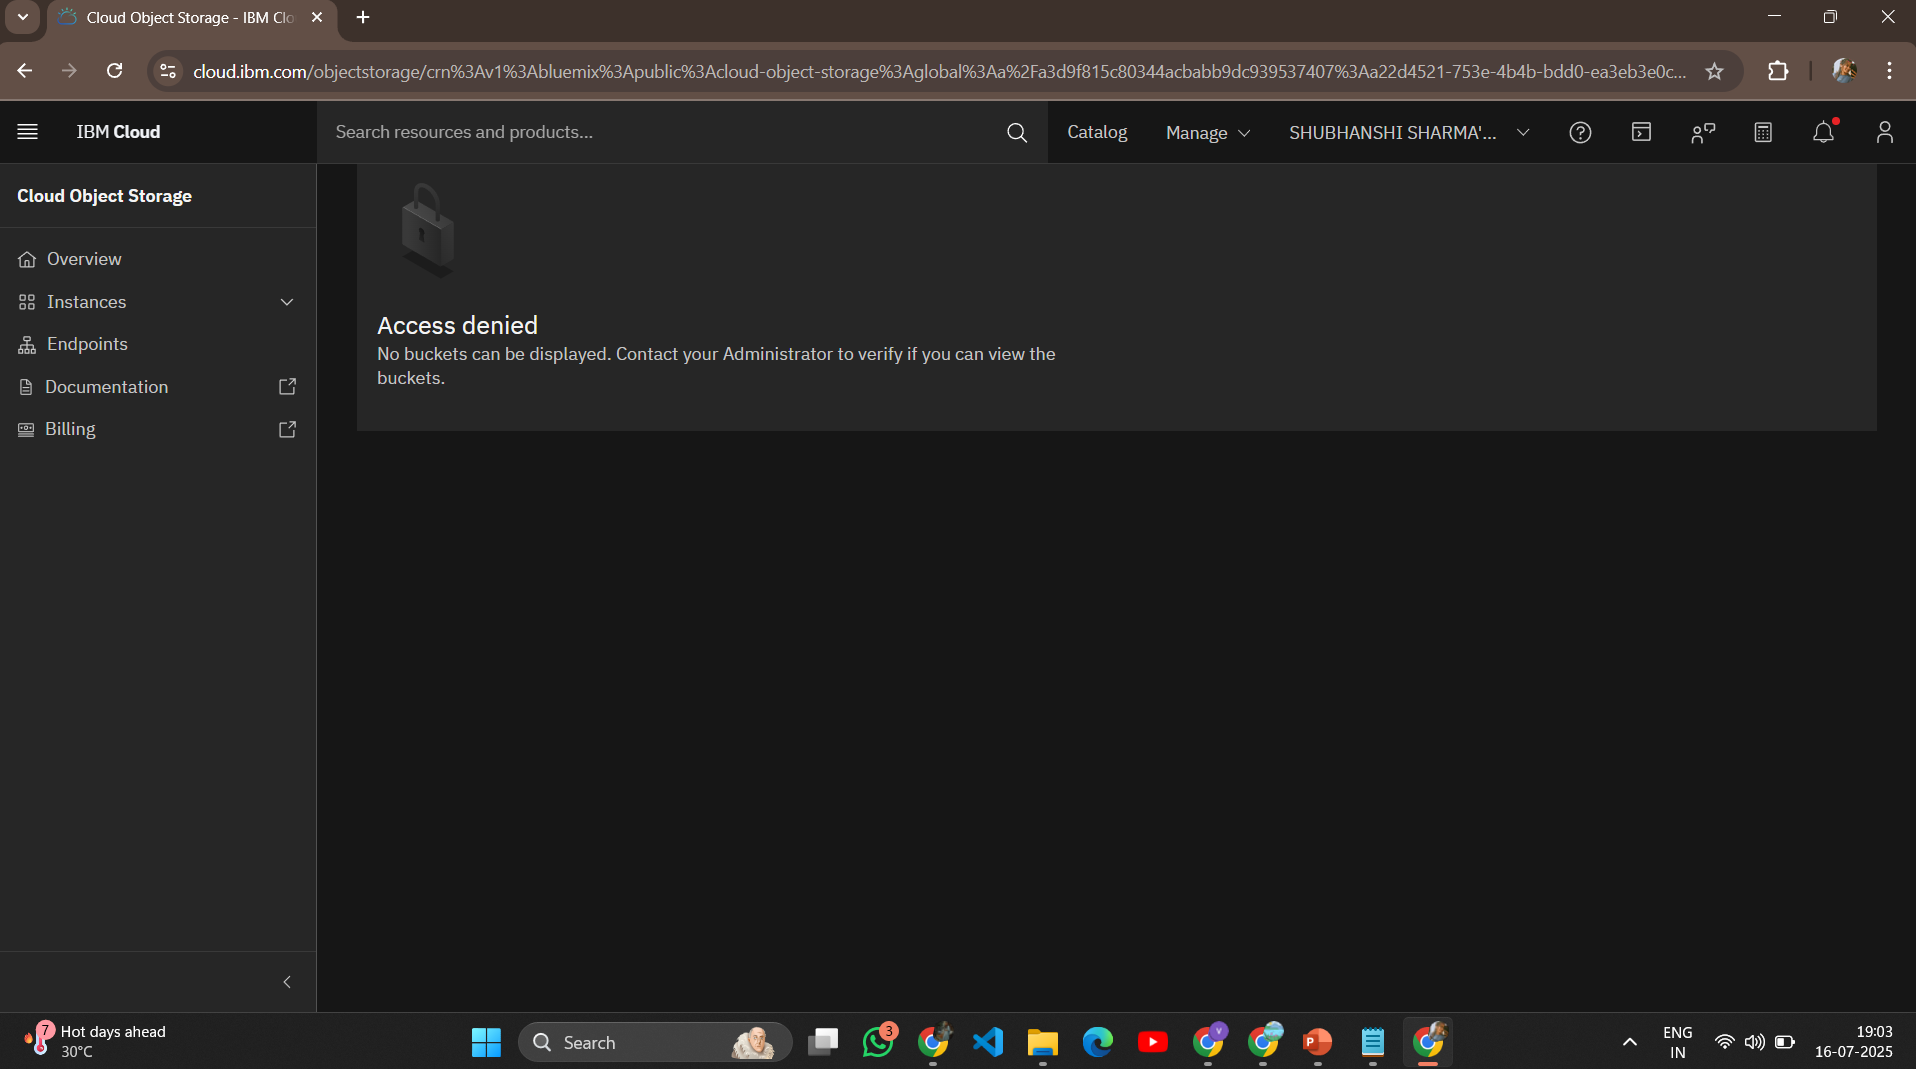 Cloud Object Storage - IBM Clo
cloud.ibm.com/objectstorage/crn%3Av1%3Abluemix%3Apublic%3Acloud-object-storage%3Aglobal%3Aa%2Fa3d9f815c80344acbabb9dc939537407%3Aa22d4521-753e-4b4b-bdd0-ea3eb3e0c...
IBM Cloud
Search resources and products...
Catalog
Manage
SHUBHANSHI SHARMA'...
Cloud Object Storage
Overview
Instances
Endpoints
Documentation
Billing
Access denied
No buckets can be displayed. Contact your Administrator to verify if you can view the
buckets.
7
Hot days ahead
30°C
Search
3
V
P
ENG
IN
19:03
16-07-2025